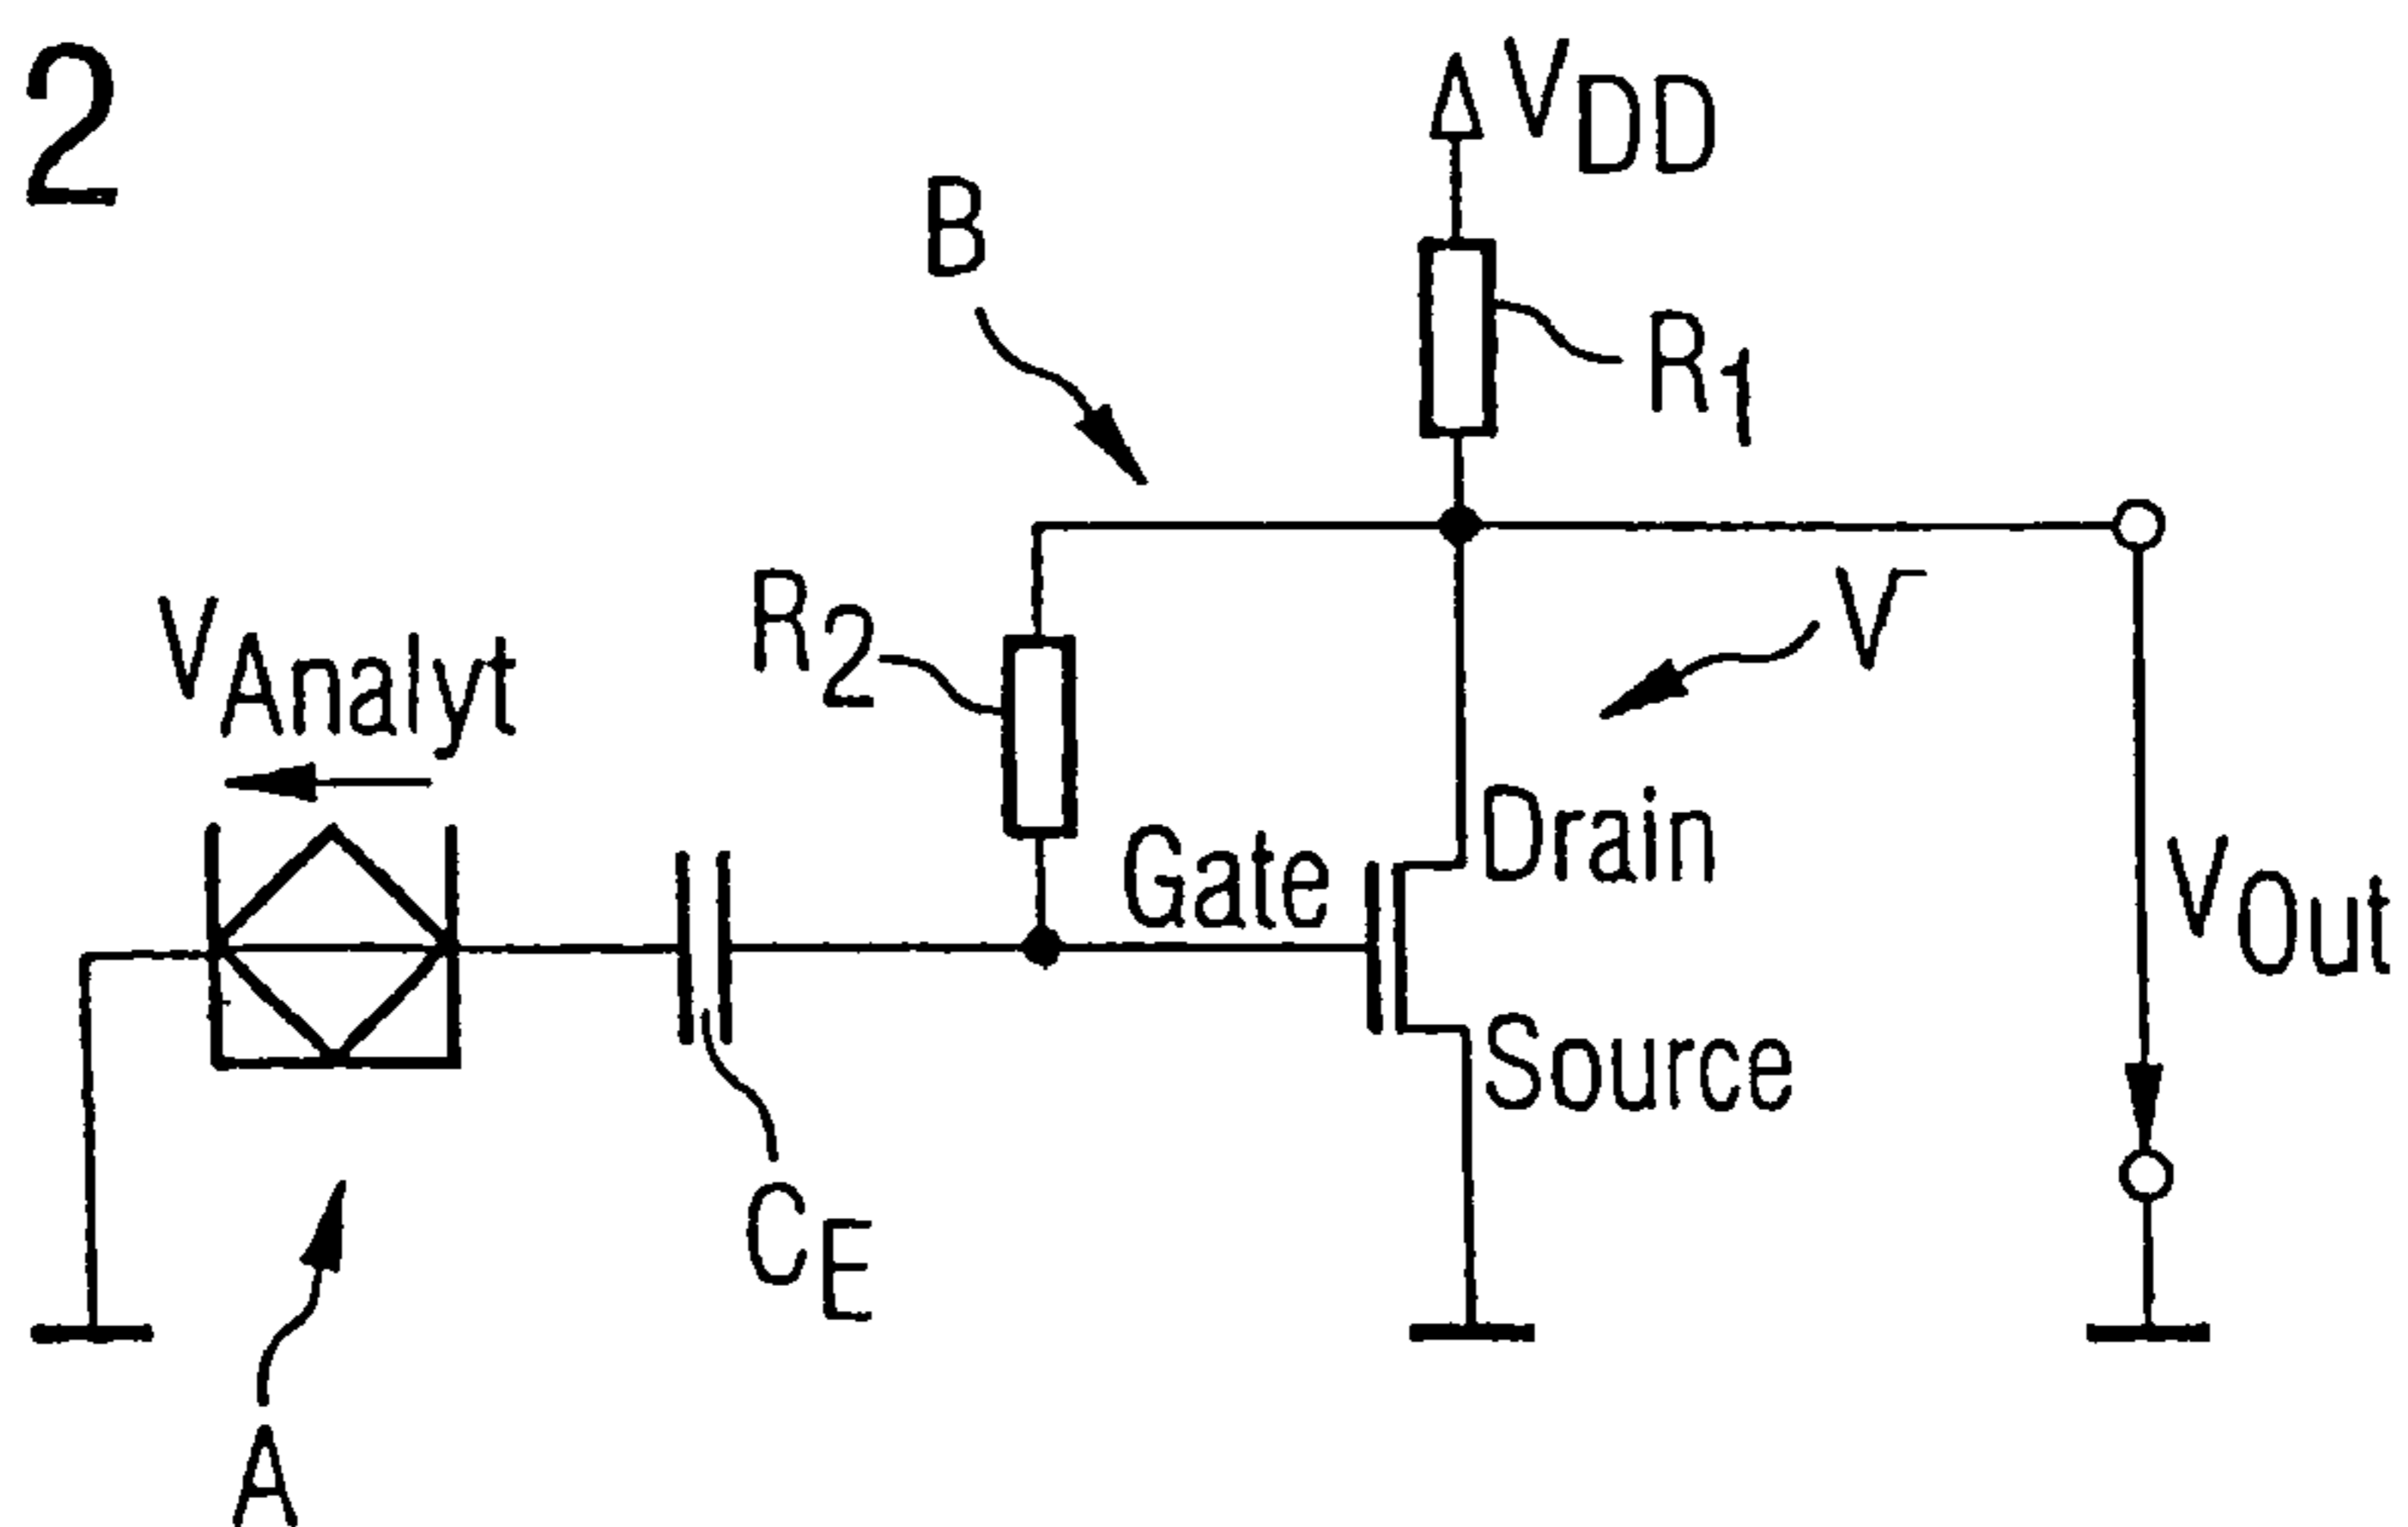 2
VDD
B
R1
R2
V
VAnalyt
Drain
Gate
VOut
Source
CE
A